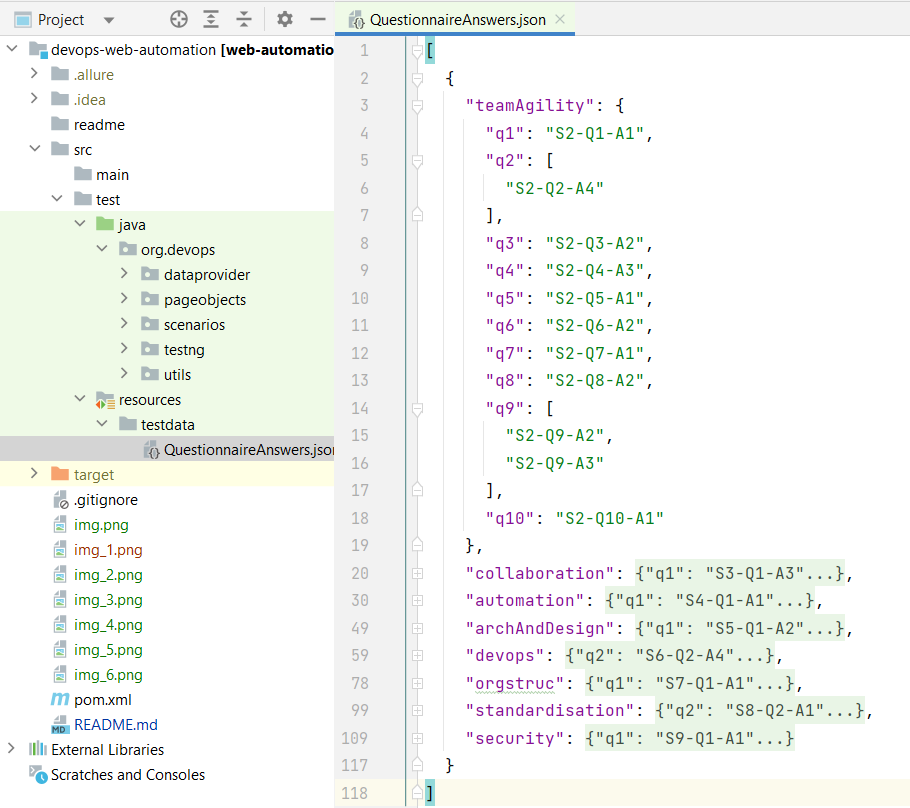 Project
devops-web-automation [web-automatio
.allure
.idea
readme
src
main
test
java
org.devops
dataprovider
pageobjects
scenarios
testng
utils
resources
testdata
QuestionnaireAnswers.json
target
.gitignore
img.png
img_1.png
img_2.png
img_3.png
img_4.png
img_5.png
img_6.png
pom.xml
README.md
External Libraries
Scratches and Consoles
QuestionnaireAnswers.json
1 [
2 {
3 "teamAgility": {
4 "q1": "S2-Q1-A1",
5 "q2": [
6 "S2-Q2-A4"
7 ],
8 "q3": "S2-Q3-A2",
9 "q4": "S2-Q4-A3",
10 "q5": "S2-Q5-A1",
11 "q6": "S2-Q6-A2",
12 "q7": "S2-Q7-A1",
13 "q8": "S2-Q8-A2",
14 "q9": [
15 "S2-Q9-A2",
16 "S2-Q9-A3"
17 ],
18 "q10": "S2-Q10-A1"
19 },
20 "collaboration": {"q1": "S3-Q1-A3"...},
30 "automation": {"q1": "S4-Q1-A1"...},
49 "archAndDesign": {"q1": "S5-Q1-A2"...},
59 "devops": {"q2": "S6-Q2-A4"...},
78 "orgstruc": {"q1": "S7-Q1-A1"...},
99 "standardisation": {"q2": "S8-Q2-A1"...},
109 "security": {"q1": "S9-Q1-A1"...}
117 }
118 ]